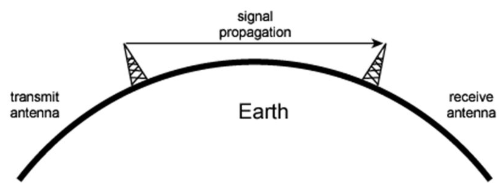 signal
propagation
transmit
antenna
Earth
receive
antenna